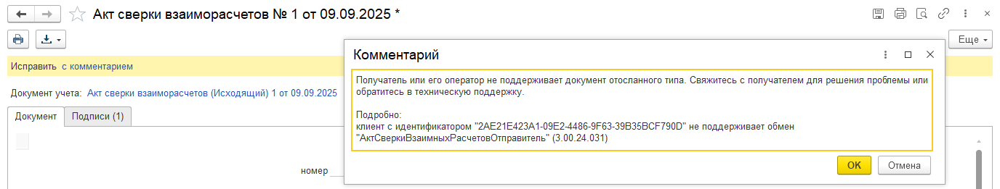 Акт сверки взаиморасчетов № 1 от 09.09.2025 *
Еще
Исправить с комментарием
Документ учета: Акт сверки взаиморасчетов (Исходящий) 1 от 09.09.2025
Документ Подписи (1)
номер
Комментарий
Получатель или его оператор не поддерживает документ отосланного типа. Свяжитесь с получателем для решения проблемы или
обратитесь в техническую поддержку.
Подробно:
клиент с идентификатором "2AE21E423A1-09E2-4486-9F63-39B35BCF790D" не поддерживает обмен
"АктСверкиВзаимныхРасчетовОтправитель" (3.00.24.031)
OK Отмена